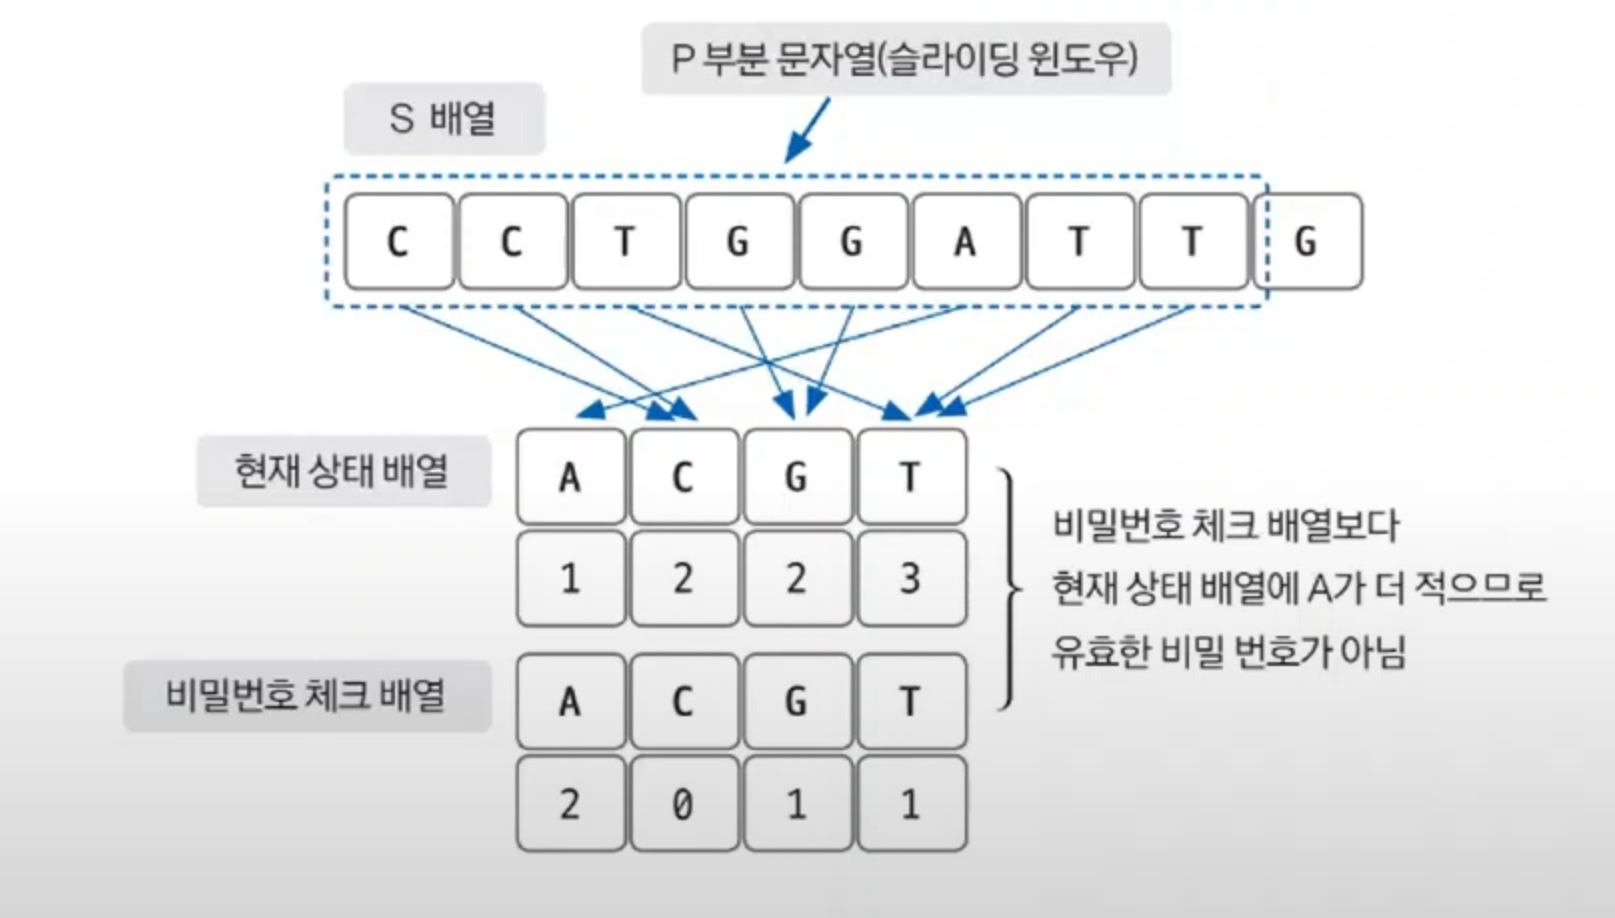 P 부분 문자열(슬라이딩 윈도우)
S 배열
C C T G G A T T G
현재 상태 배열
A C G T
1 2 2 3
비밀번호 체크 배열보다
현재 상태 배열에 A가 더 적으므로
유효한 비밀 번호가 아님
비밀번호 체크 배열
A C G T
2 0 1 1